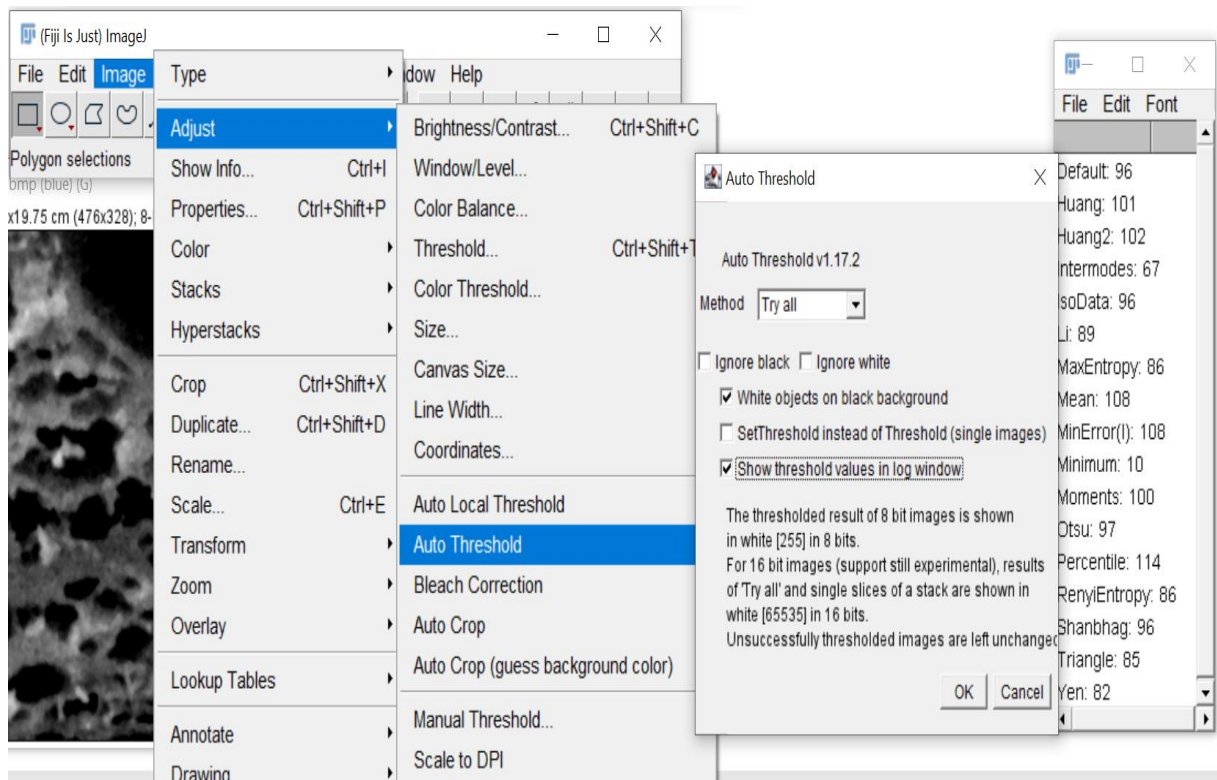 (Fiji Is Just) ImageJ
File Edit Image
dow Help
Polygon selections
bmp (blue) (G)
x19.75 cm (476x328); 8-
Type
Adjust
Show Info... Ctrl+I
Properties... Ctrl+Shift+P
Color
Stacks
Hyperstacks
Crop Ctrl+Shift+X
Duplicate... Ctrl+Shift+D
Rename...
Scale... Ctrl+E
Transform
Zoom
Overlay
Lookup Tables
Annotate
Drawing
Brightness/Contrast... Ctrl+Shift+C
Window/Level...
Color Balance...
Threshold... Ctrl+Shift+T
Color Threshold...
Size...
Canvas Size...
Line Width...
Coordinates...
Auto Local Threshold
Auto Threshold
Bleach Correction
Auto Crop
Auto Crop (guess background color)
Manual Threshold...
Scale to DPI
Auto Threshold
Auto Threshold v1.17.2
Method Try all
Ignore black Ignore white
White objects on black background
SetThreshold instead of Threshold (single images)
Show threshold values in log window
The thresholded result of 8 bit images is shown
in white [255] in 8 bits.
For 16 bit images (support still experimental), results
of 'Try all' and single slices of a stack are shown in
white [65535] in 16 bits.
Unsuccessfully thresholded images are left unchanged
OK Cancel
File Edit Font
Default: 96
Huang: 101
Huang2: 102
Intermodes: 67
IsoData: 96
Li: 89
MaxEntropy: 86
Mean: 108
MinError(I): 108
Minimum: 10
Moments: 100
Otsu: 97
Percentile: 114
RenyiEntropy: 86
Shanbhag: 96
Triangle: 85
Yen: 82